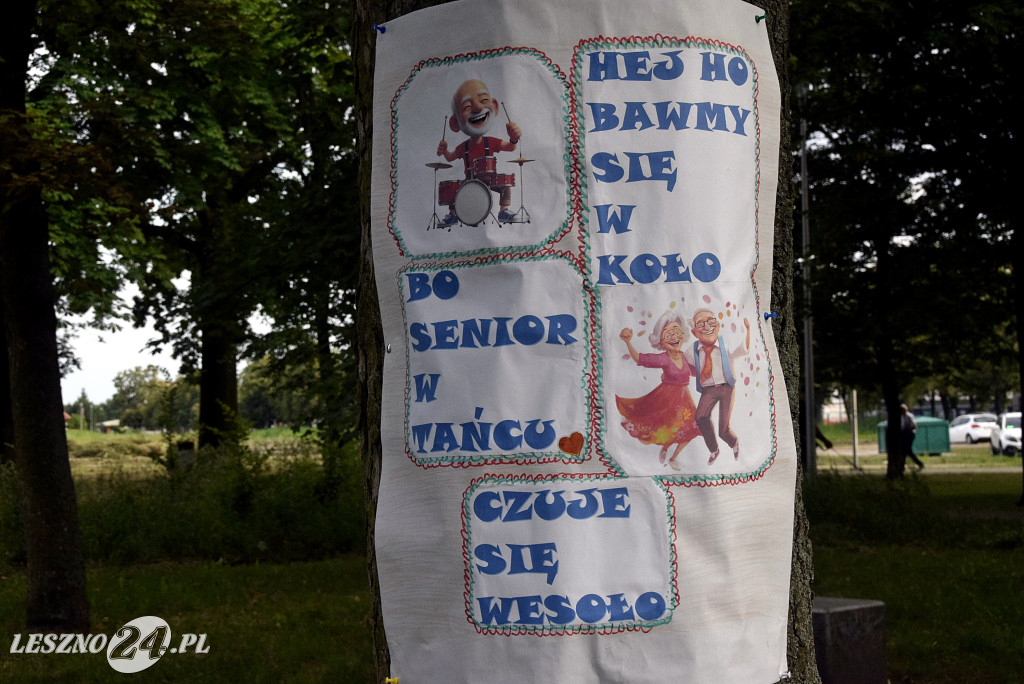 HEJ HO
BAWMY
SIĘ
W
KOŁO
BO
SENIOR
W
TAŃCU
CZUJE
SIĘ
WESOŁO
LESZNO24.PL